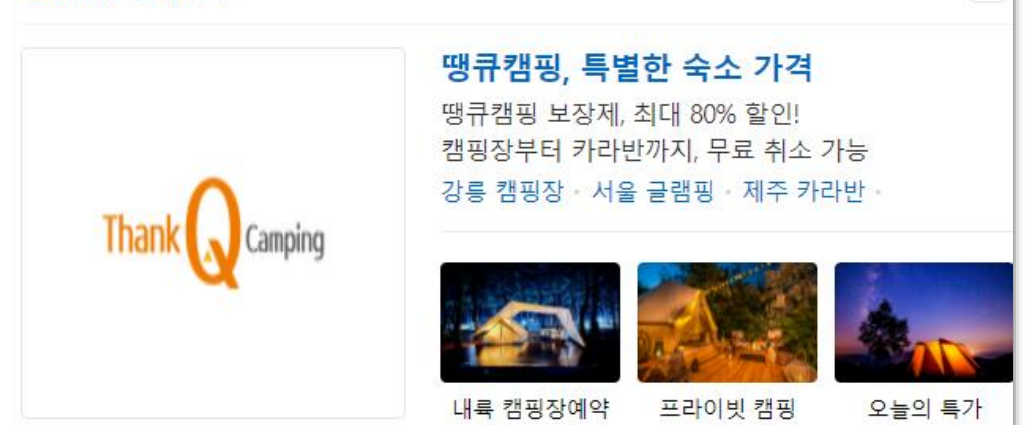 땡큐캠핑, 특별한 숙소 가격
땡큐캠핑 보장제, 최대 80% 할인!
캠핑장부터 카라반까지, 무료 취소 가능
강릉 캠핑장 · 서울 글램핑 · 제주 카라반 ·
Thank Q Camping
내륙 캠핑장예약
프라이빗 캠핑
오늘의 특가